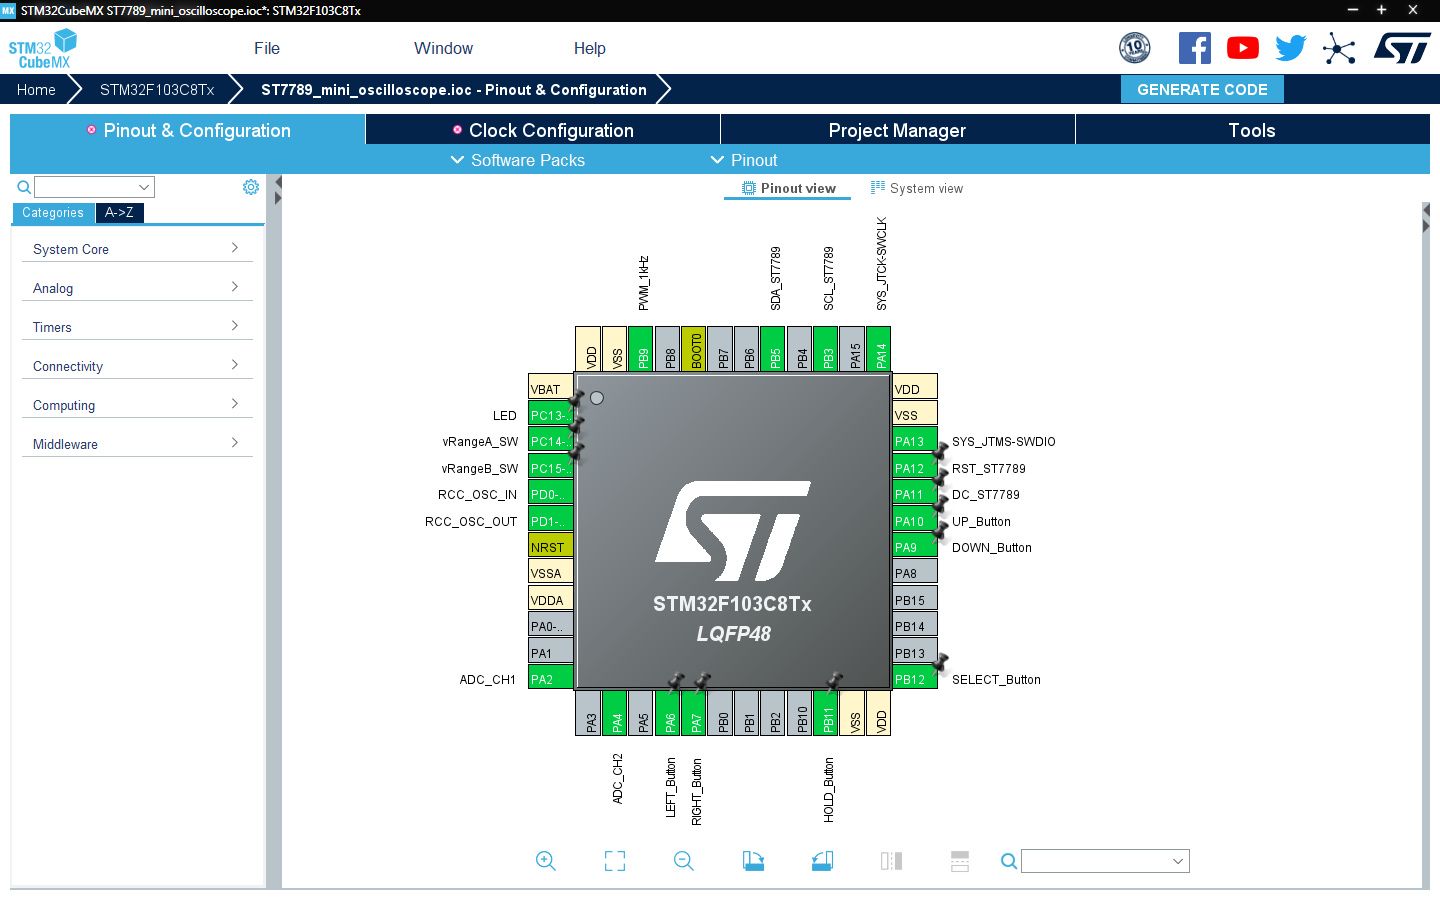 MX STM32CubeMX ST7789_mini_oscilloscope.ioc*: STM32F103C8Tx
STM32 CubeMX
File Window Help
10
Home STM32F103C8Tx ST7789_mini_oscilloscope.ioc - Pinout & Configuration GENERATE CODE
Pinout & Configuration Clock Configuration Project Manager Tools
Software Packs Pinout
Pinout view System view
Categories A->Z
System Core
Analog
Timers
Connectivity
Computing
Middleware
PWM_1kHz
SDA_ST7789
SCL_ST7789
SYS_JTCK-SWCLK
VDD
VSS
PB9
PB8
BOOT0
PB7
PB6
PB5
PB4
PB3
PA15
PA14
VBAT
LED PC13-..
vRangeA_SW PC14-..
vRangeB_SW PC15-..
RCC_OSC_IN PD0-..
RCC_OSC_OUT PD1-..
NRST
VSSA
VDDA
PA0-..
PA1
ADC_CH1 PA2
STM32F103C8Tx
LQFP48
VDD
VSS
PA13 SYS_JTMS-SWDIO
PA12 RST_ST7789
PA11 DC_ST7789
PA10 UP_Button
PA9 DOWN_Button
PA8
PB15
PB14
PB13
PB12 SELECT_Button
PA3
PA4
PA5
PA6
PA7
PB0
PB1
PB2
PB10
PB11
VSS
VDD
ADC_CH2
LEFT_Button
RIGHT_Button
HOLD_Button